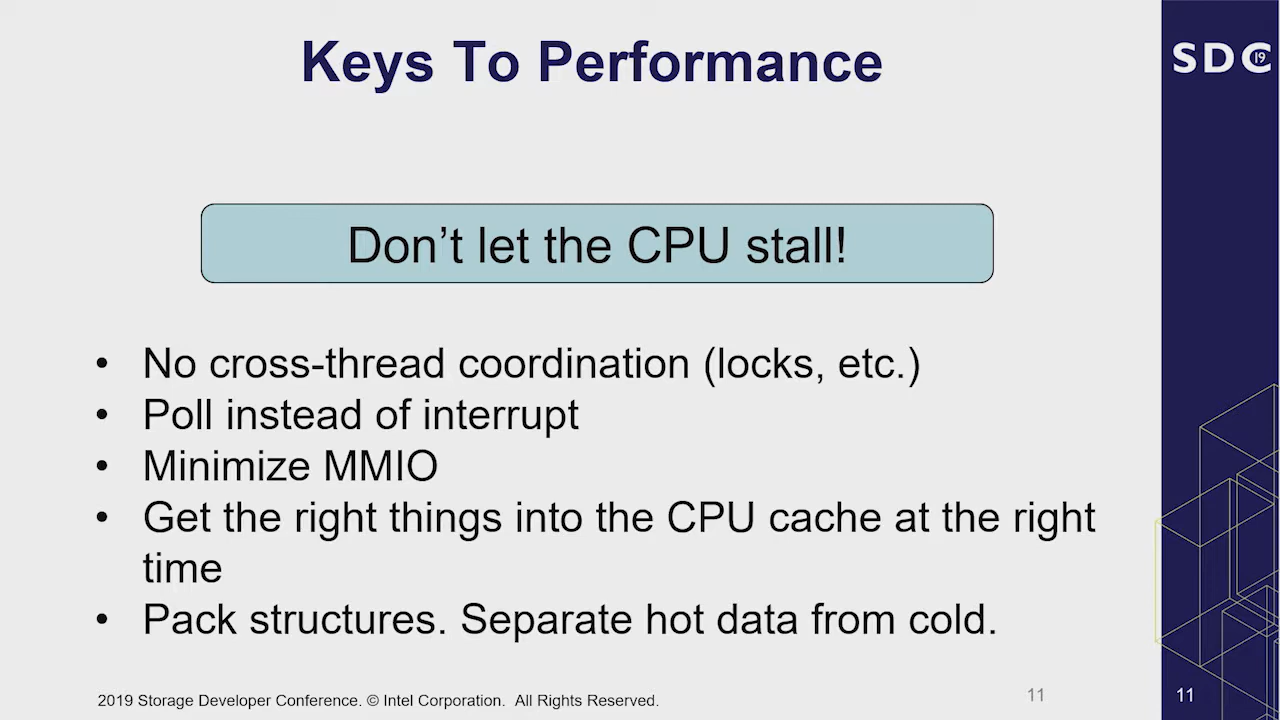 Keys To Performance
SDC
19
Don't let the CPU stall!
• No cross-thread coordination (locks, etc.)
• Poll instead of interrupt
• Minimize MMIO
• Get the right things into the CPU cache at the right
time
• Pack structures. Separate hot data from cold.
2019 Storage Developer Conference. © Intel Corporation.  All Rights Reserved.
11
11